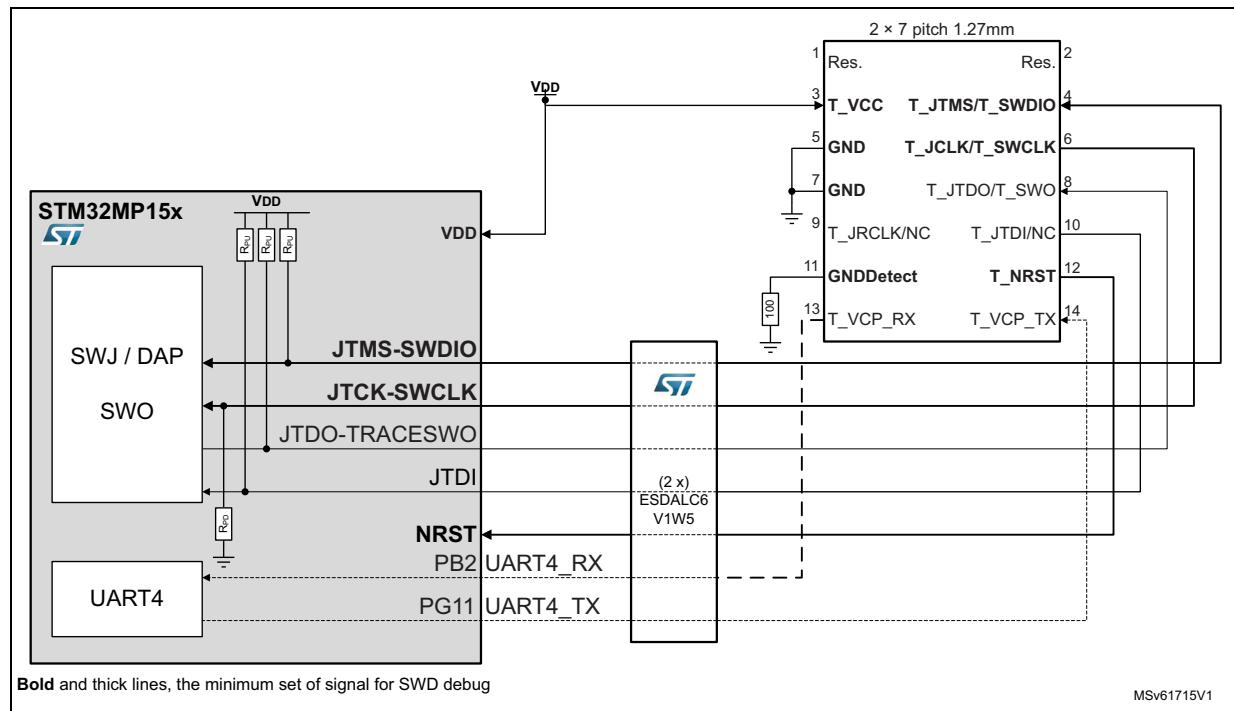 2 × 7 pitch 1.27mm
1 Res. Res. 2
VDD
3 T_VCC T_JTMS/T_SWDIO 4
5 GND T_JCLK/T_SWCLK 6
7 GND T_JTDO/T_SWO 8
9 T_JRCLK/NC T_JTDI/NC 10
11 GNDDetect T_NRST 12
13 T_VCP_RX T_VCP_TX 14
100
STM32MP15x
ST
VDD
VDD
RPU RPU RPU
SWJ / DAP
SWO
JTMS-SWDIO
JTCK-SWCLK
JTDO-TRACESWO
JTDI
RPD
NRST
PB2 UART4_RX
UART4
PG11 UART4_TX
ST
(2 x)
ESDALC6
V1W5
Bold and thick lines, the minimum set of signal for SWD debug
MSv61715V1